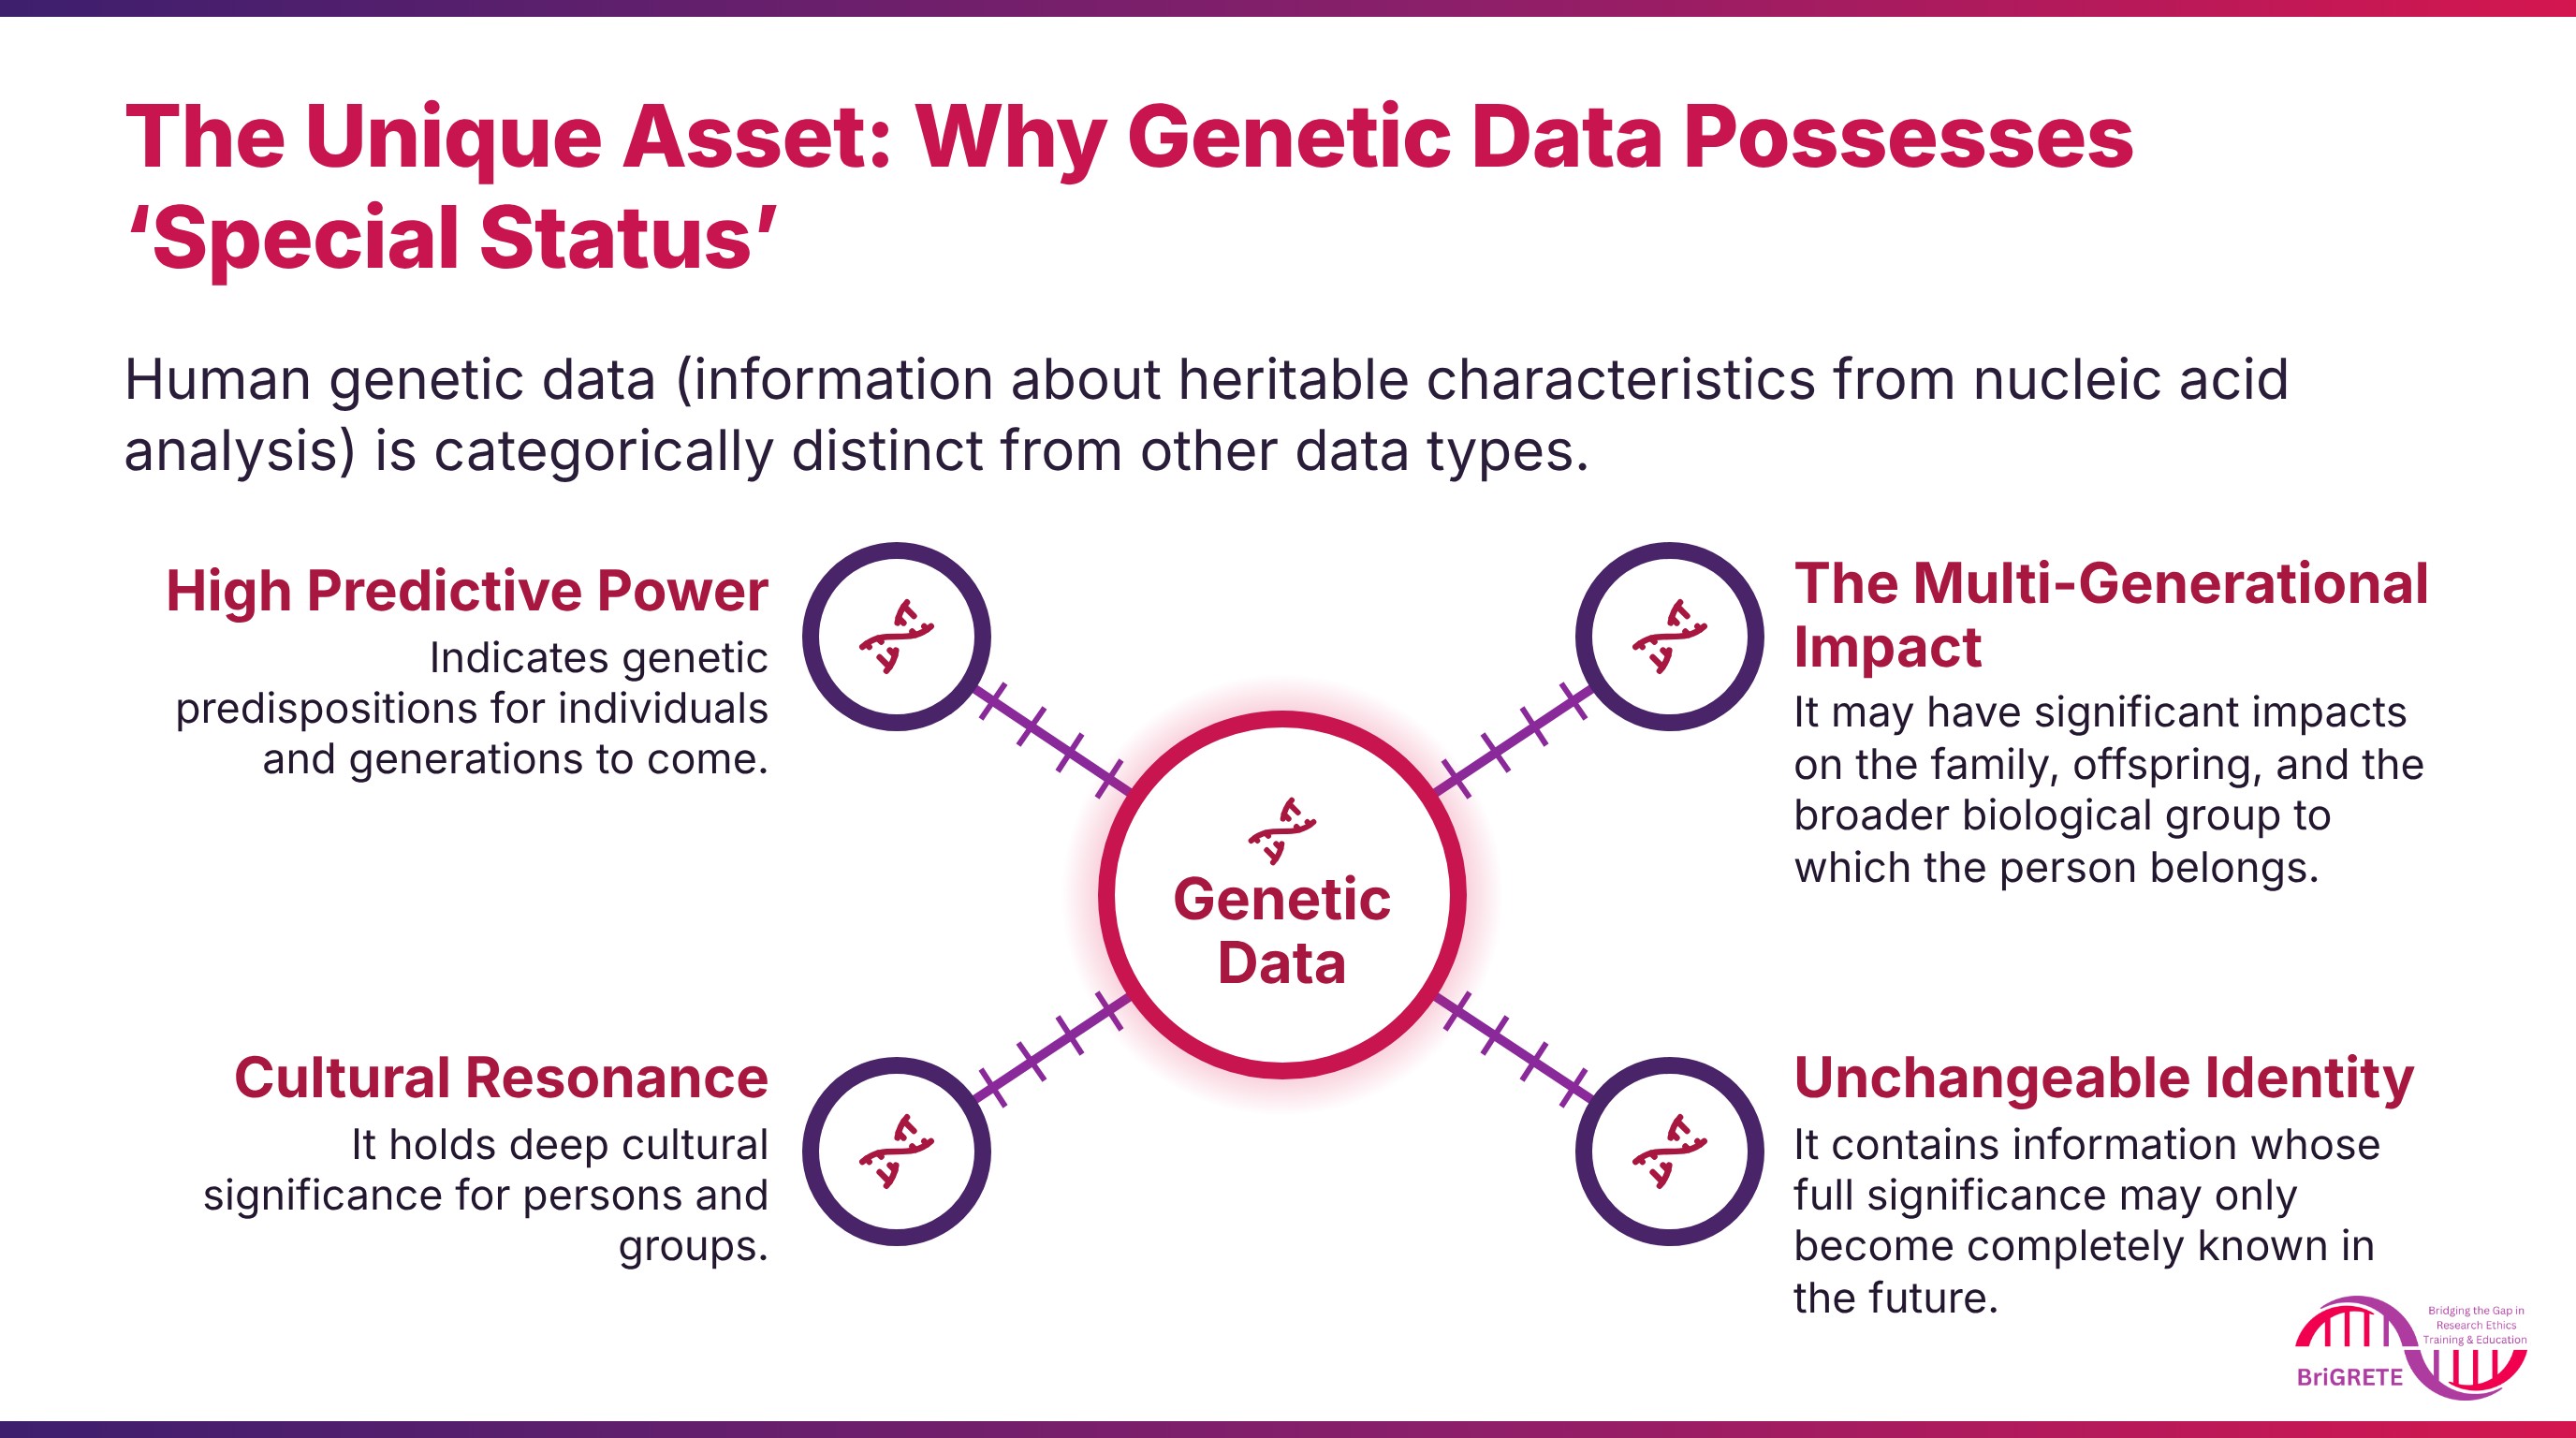 The Unique Asset: Why Genetic Data Possesses
‘Special Status’
Human genetic data (information about heritable characteristics from nucleic acid
analysis) is categorically distinct from other data types.
High Predictive Power
Indicates genetic
predispositions for individuals
and generations to come.
The Multi-Generational
Impact
It may have significant impacts
on the family, offspring, and the
broader biological group to
which the person belongs.
Genetic
Data
Cultural Resonance
It holds deep cultural
significance for persons and
groups.
Unchangeable Identity
It contains information whose
full significance may only
become completely known in
the future.
Bridging the Gap in
Research Ethics
Training & Education
BriGRETE